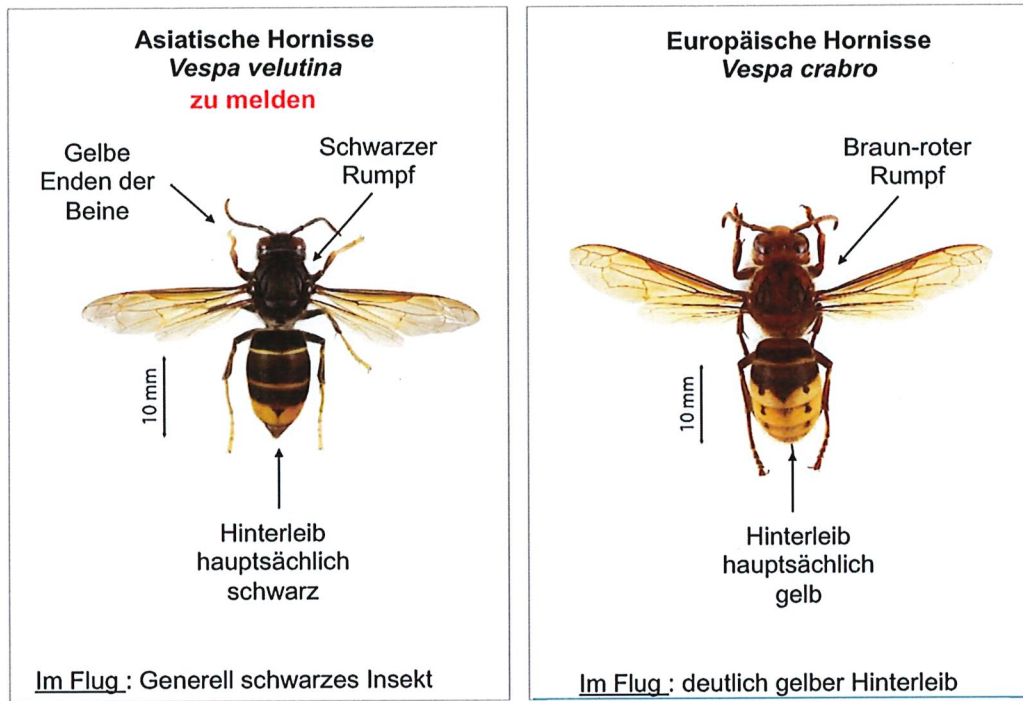 Asiatische Hornisse
Vespa velutina
zu melden
Gelbe
Enden der
Beine
Schwarzer
Rumpf
10 mm
Hinterleib
hauptsächlich
schwarz
Im Flug : Generell schwarzes Insekt
Europäische Hornisse
Vespa crabro
Braun-roter
Rumpf
10 mm
Hinterleib
hauptsächlich
gelb
Im Flug : deutlich gelber Hinterleib